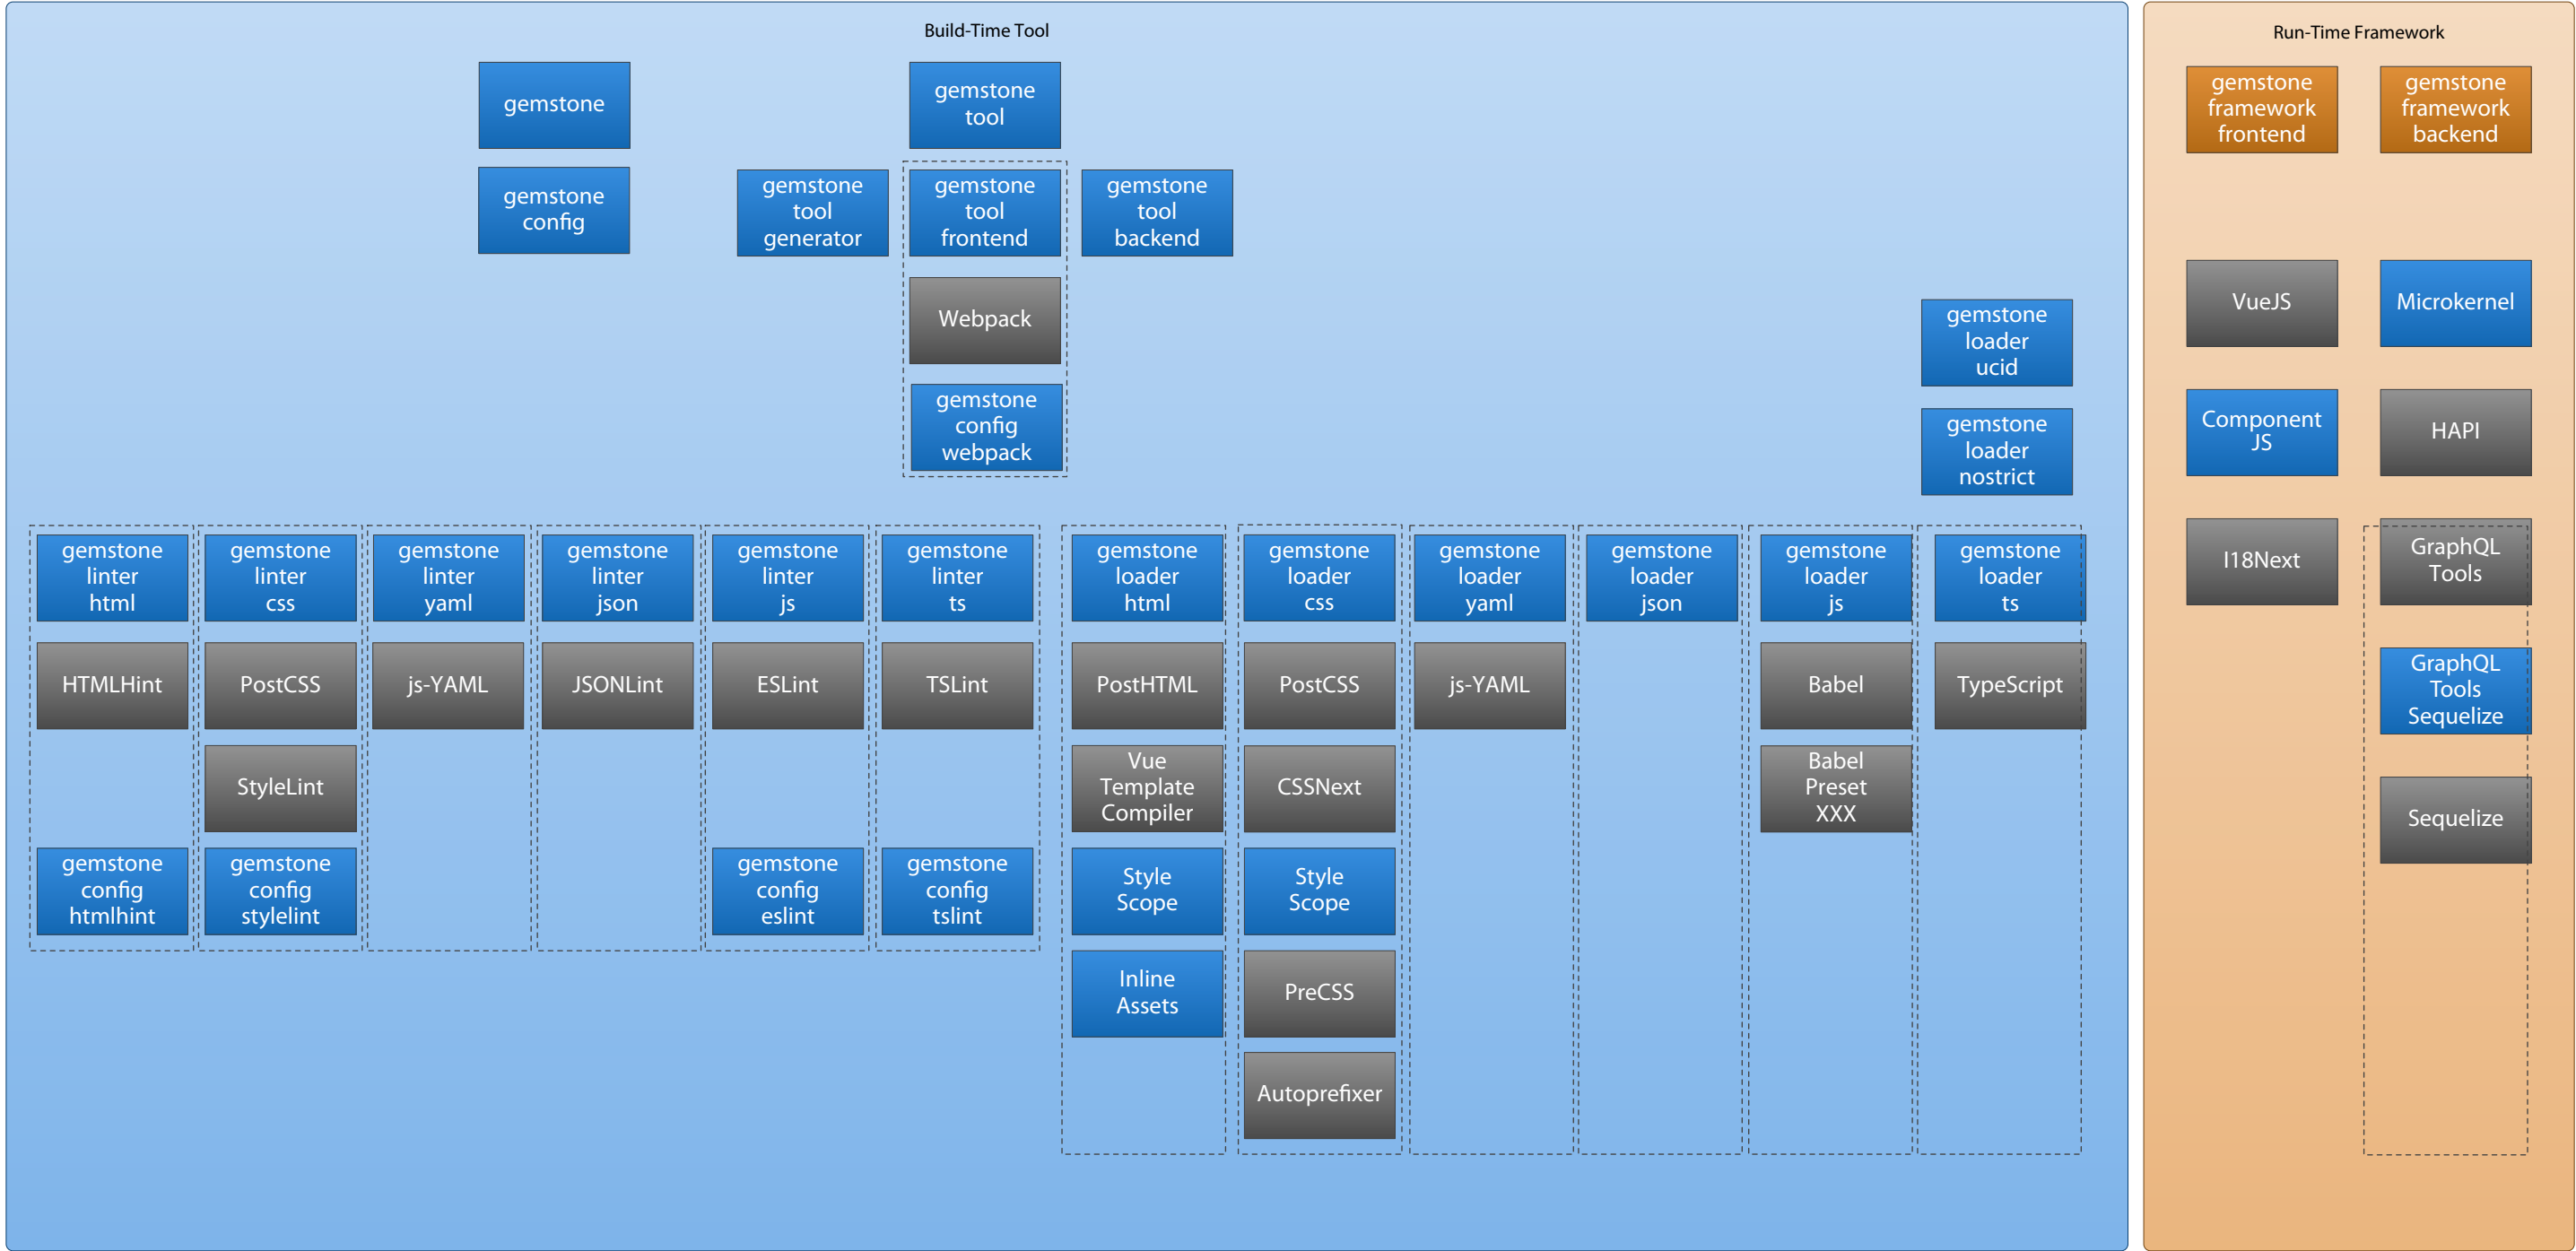 Build-Time Tool
gemstone
gemstone
tool
gemstone
config
gemstone
tool
generator
gemstone
tool
frontend
gemstone
tool
backend
Webpack
gemstone
config
webpack
gemstone
loader
ucid
gemstone
loader
nostrict
gemstone
linter
html
gemstone
linter
css
gemstone
linter
yaml
gemstone
linter
json
gemstone
linter
js
gemstone
linter
ts
gemstone
loader
html
gemstone
loader
css
gemstone
loader
yaml
gemstone
loader
json
gemstone
loader
js
gemstone
loader
ts
HTMLHint
PostCSS
js-YAML
JSONLint
ESLint
TSLint
PostHTML
PostCSS
js-YAML
Babel
TypeScript
StyleLint
Vue
Template
Compiler
CSSNext
Babel
Preset
XXX
gemstone
config
htmlhint
gemstone
config
stylelint
gemstone
config
eslint
gemstone
config
tslint
Style
Scope
Style
Scope
Inline
Assets
PreCSS
Autoprefixer
Run-Time Framework
gemstone
framework
frontend
gemstone
framework
backend
VueJS
Microkernel
Component
JS
HAPI
I18Next
GraphQL
Tools
GraphQL
Tools
Sequelize
Sequelize